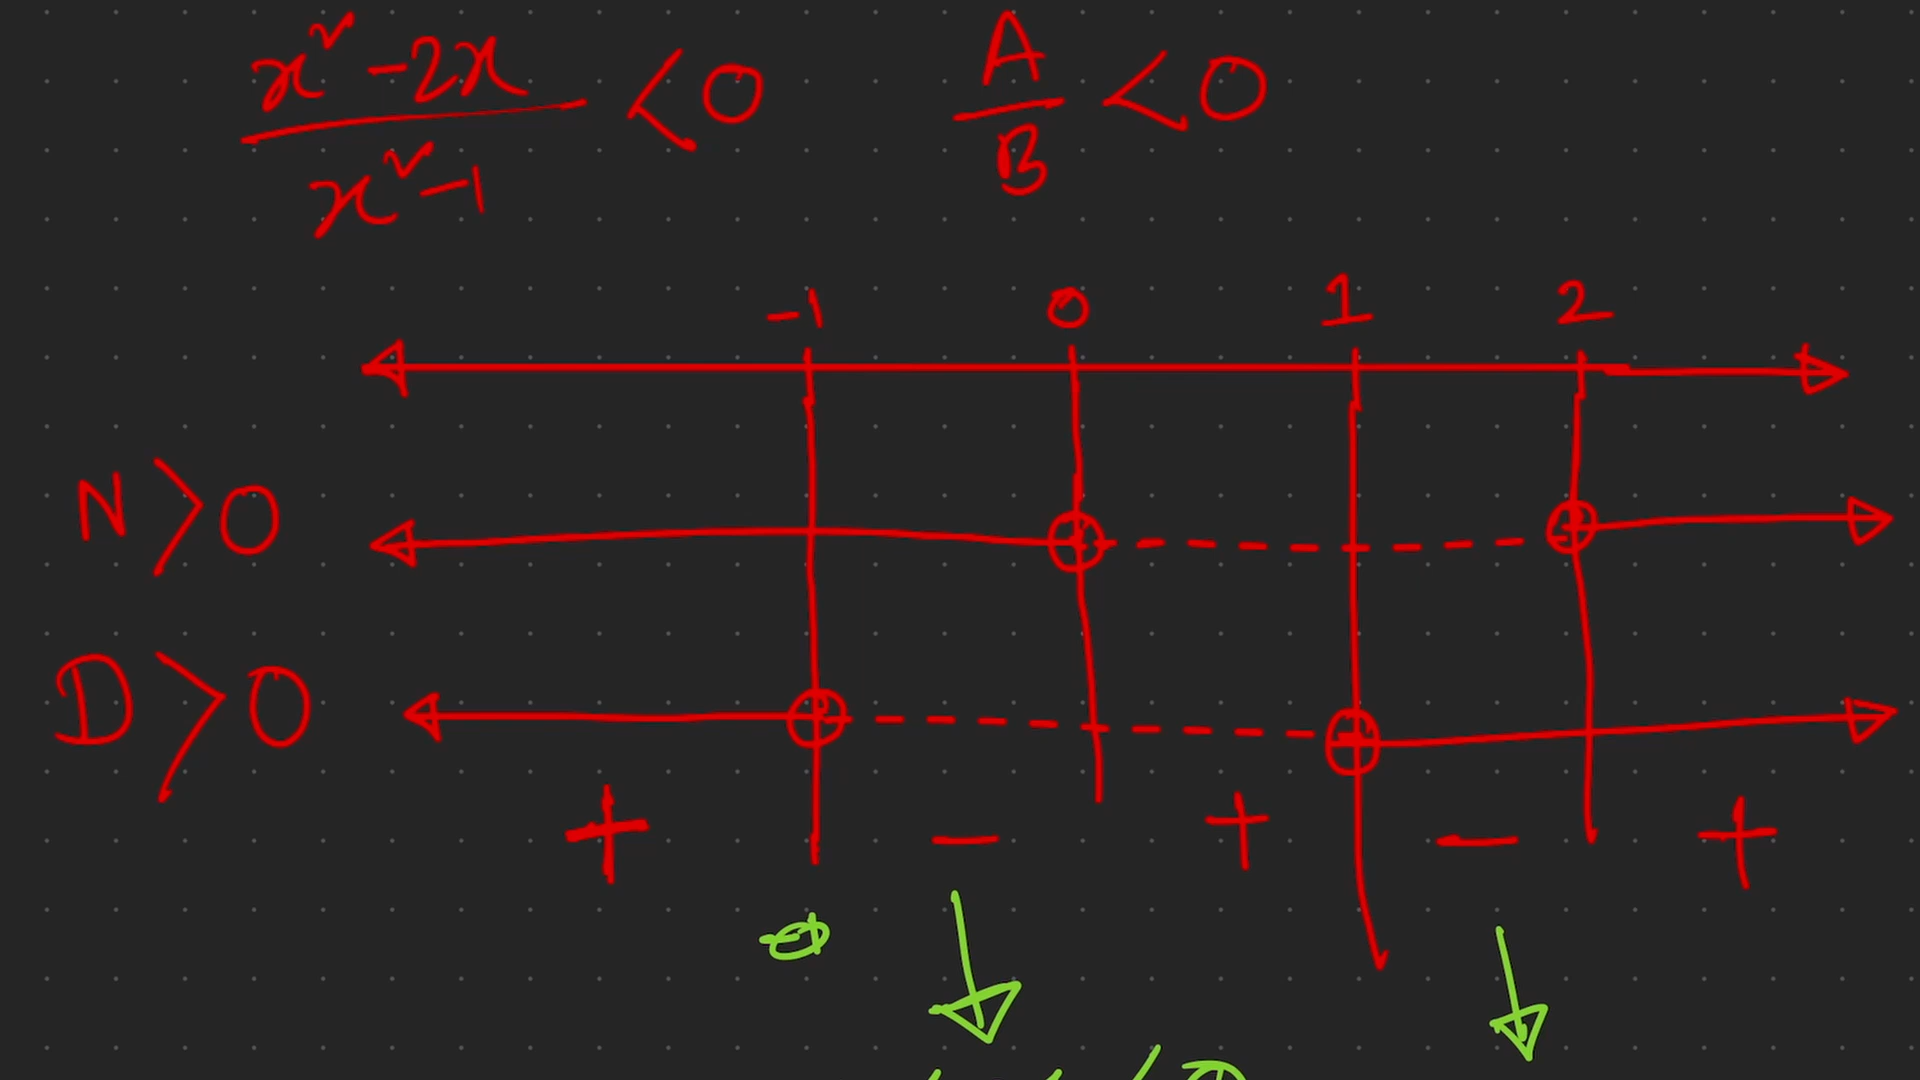 x² - 2x / x² - 1 < 0    A / B < 0
-1 0 1 2
N > 0
D > 0
+ - + - +